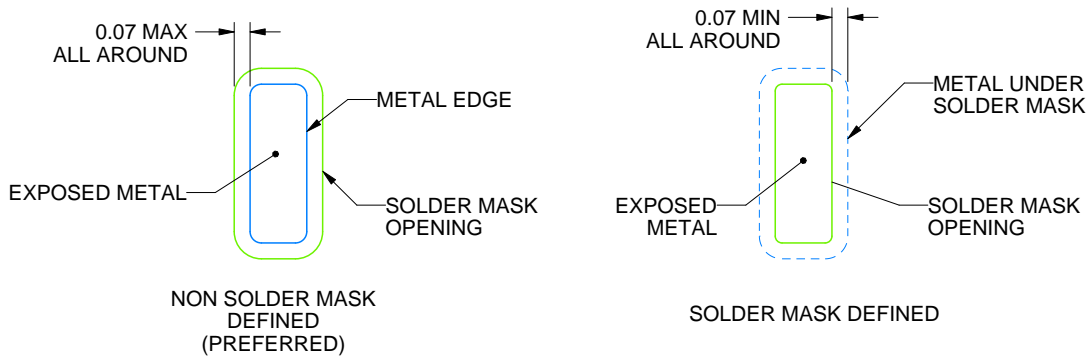 0.07 MAX
ALL AROUND
METAL EDGE
EXPOSED METAL
SOLDER MASK
OPENING
NON SOLDER MASK
DEFINED
(PREFERRED)
0.07 MIN
ALL AROUND
METAL UNDER
SOLDER MASK
EXPOSED
METAL
SOLDER MASK
OPENING
SOLDER MASK DEFINED